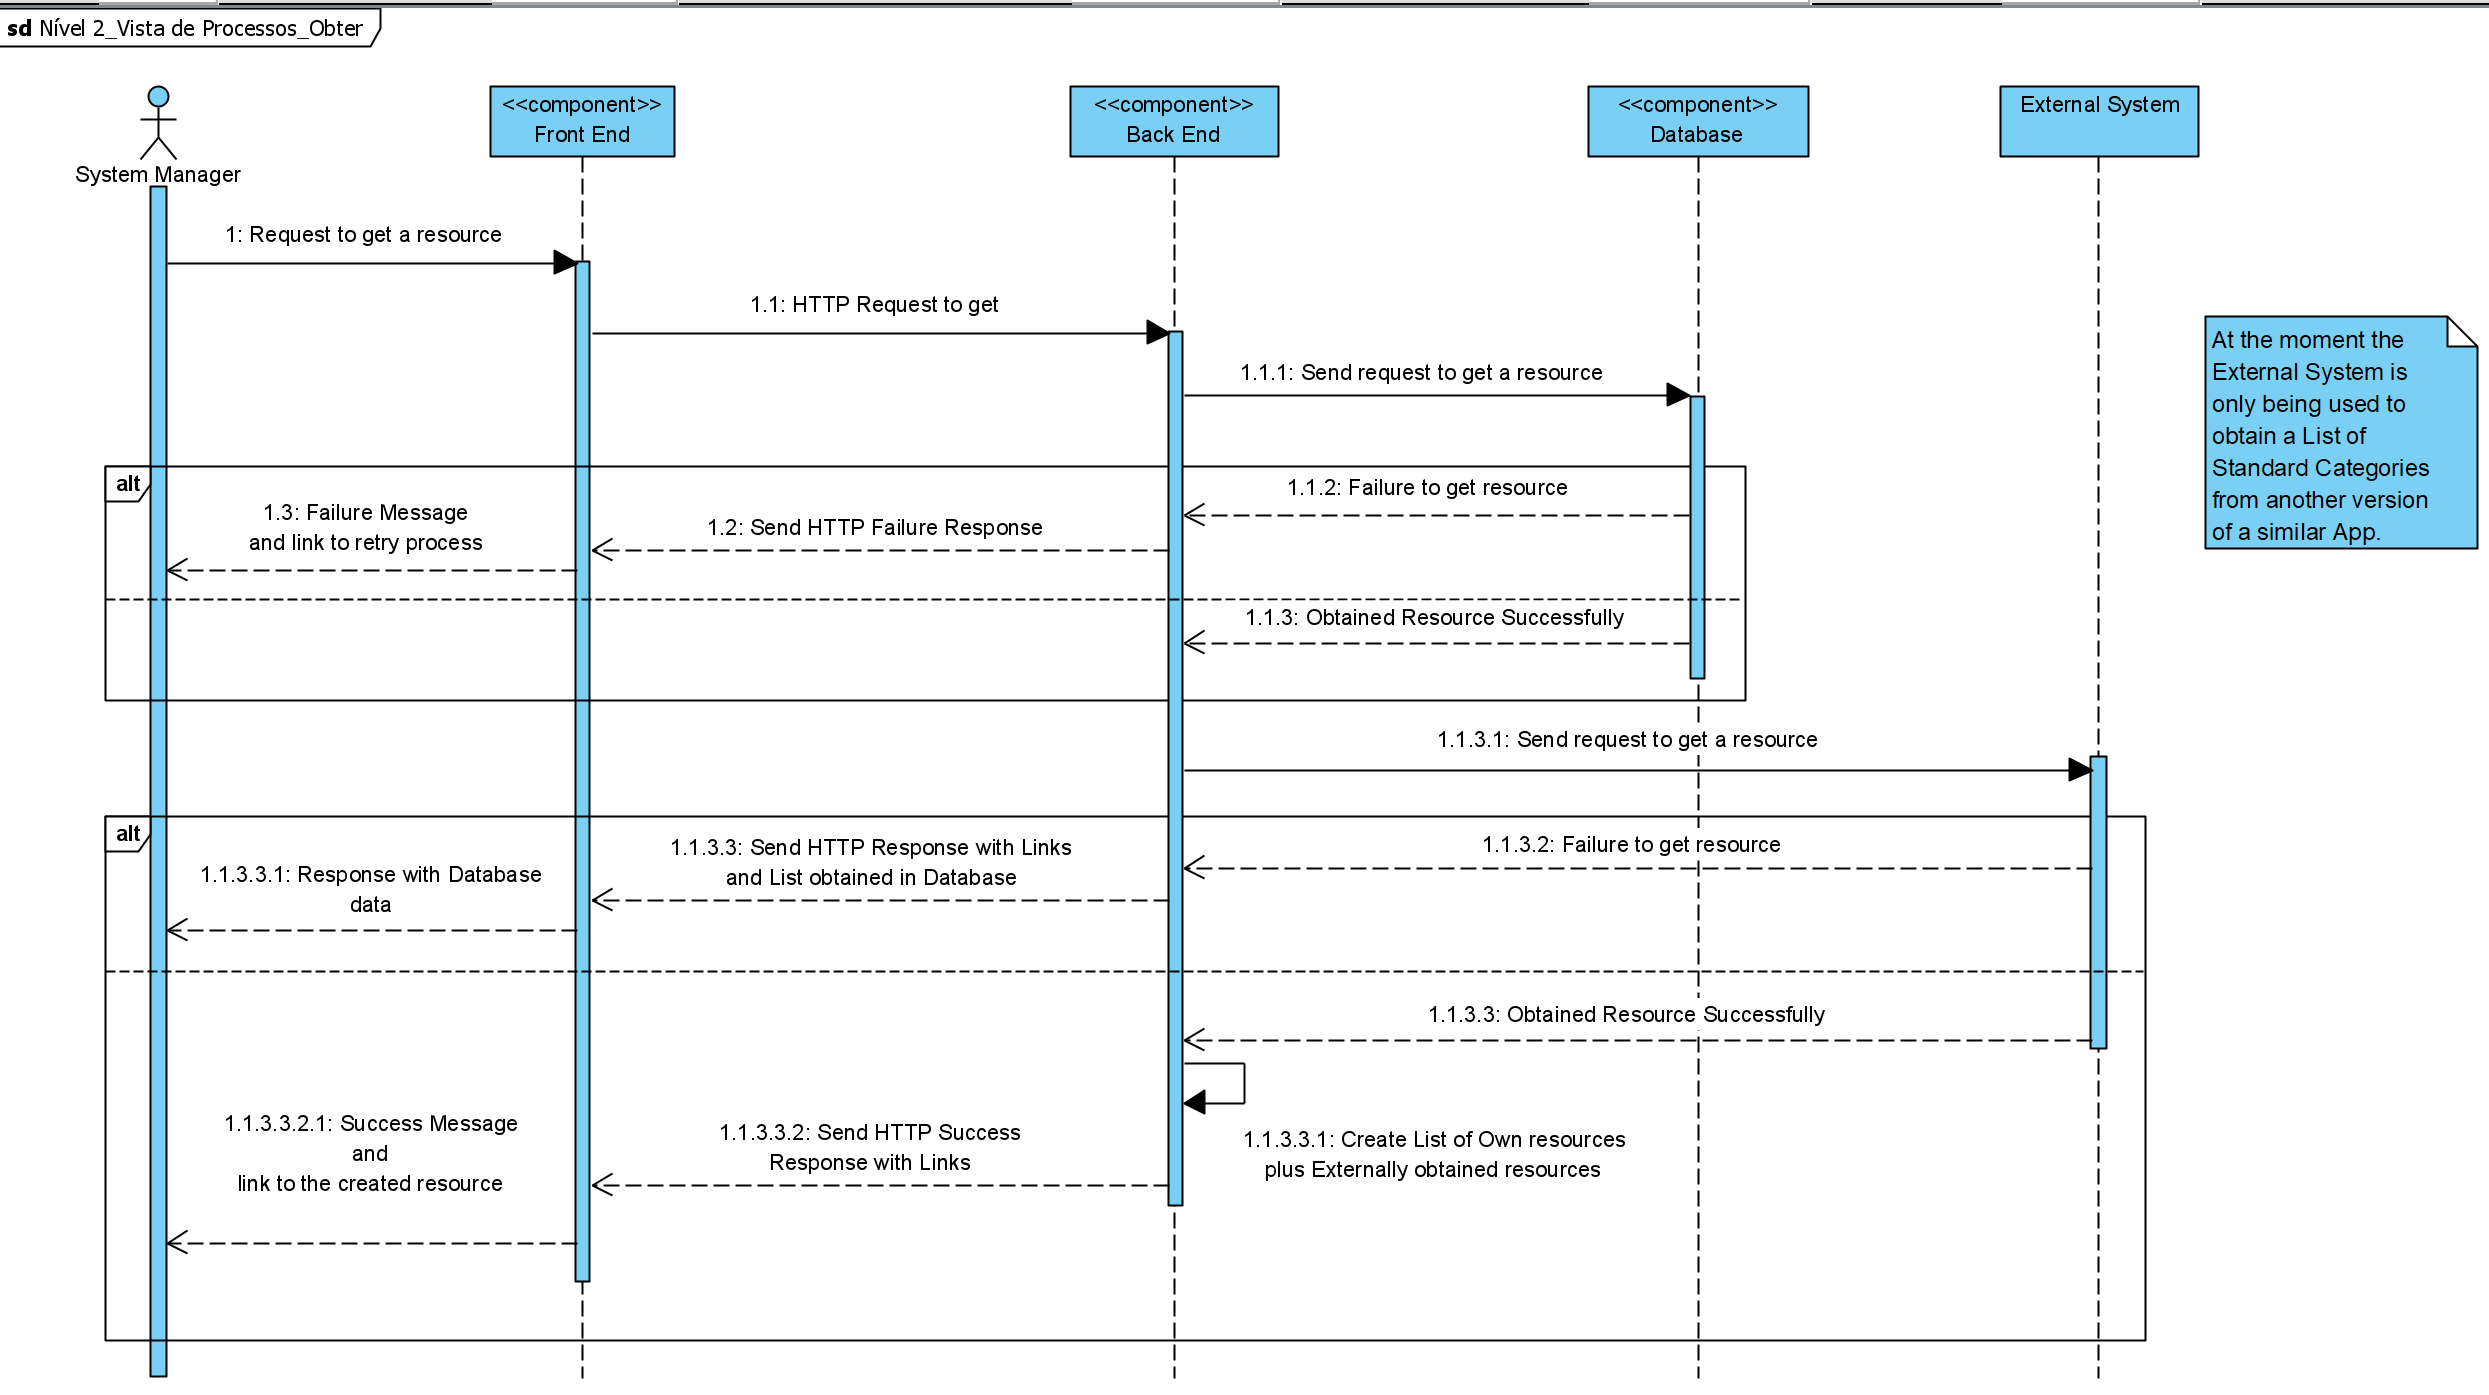 sd Nível 2_Vista de Processos_Obter
System Manager
<<component>>
Front End
<<component>>
Back End
<<component>>
Database
External System
1: Request to get a resource
1.1: HTTP Request to get
1.1.1: Send request to get a resource
At the moment the
External System is
only being used to
obtain a List of
Standard Categories
from another version
of a similar App.
alt
1.1.2: Failure to get resource
1.2: Send HTTP Failure Response
1.3: Failure Message
and link to retry process
1.1.3: Obtained Resource Successfully
1.1.3.1: Send request to get a resource
alt
1.1.3.2: Failure to get resource
1.1.3.3: Send HTTP Response with Links
and List obtained in Database
1.1.3.3.1: Response with Database
data
1.1.3.3: Obtained Resource Successfully
1.1.3.3.1: Create List of Own resources
plus Externally obtained resources
1.1.3.3.2: Send HTTP Success
Response with Links
1.1.3.3.2.1: Success Message
and
link to the created resource